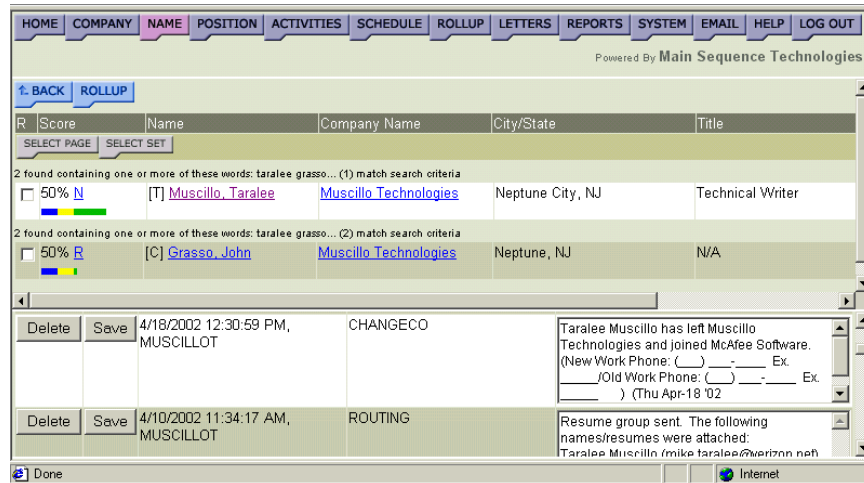 HOME COMPANY NAME POSITION ACTIVITIES SCHEDULE ROLLUP LETTERS REPORTS SYSTEM EMAIL HELP LOG OUT
Powered By Main Sequence Technologies
BACK ROLLUP
R Score Name Company Name City/State Title
SELECT PAGE SELECT SET
2 found containing one or more of these words: taralee grasso... (1) match search criteria
50% N [T] Muscillo, Taralee Muscillo Technologies Neptune City, NJ Technical Writer
2 found containing one or more of these words: taralee grasso... (2) match search criteria
50% R [C] Grasso, John Muscillo Technologies Neptune, NJ N/A
Delete Save 4/18/2002 12:30:59 PM, CHANGECO
MUSCILLOT
Taralee Muscillo has left Muscillo
Technologies and joined McAfee Software.
(New Work Phone: (___) ___-____ Ex.
_____/Old Work Phone: (___) ___-____ Ex.
_____ ) (Thu Apr-18 '02
Delete Save 4/10/2002 11:34:17 AM, ROUTING
MUSCILLOT
Resume group sent. The following
names/resumes were attached:
Taralee Muscillo (mike.taralee@verizon.net)
Done Internet